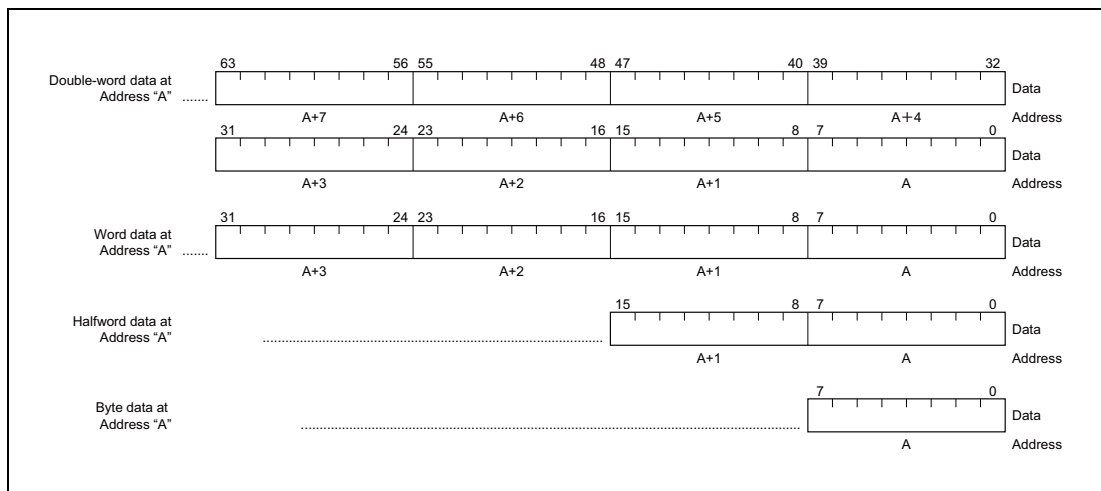 63 56 55 48 47 40 39 32
Double-word data at
Address “A” ....... Data
A+7 A+6 A+5 A＋4 Address
31 24 23 16 15 8 7 0
Data
A+3 A+2 A+1 A Address
31 24 23 16 15 8 7 0
Word data at
Address “A” ....... Data
A+3 A+2 A+1 A Address
15 8 7 0
Halfword data at
Address “A” ....... Data
A+1 A Address
7 0
Byte data at
Address “A” ....... Data
A Address